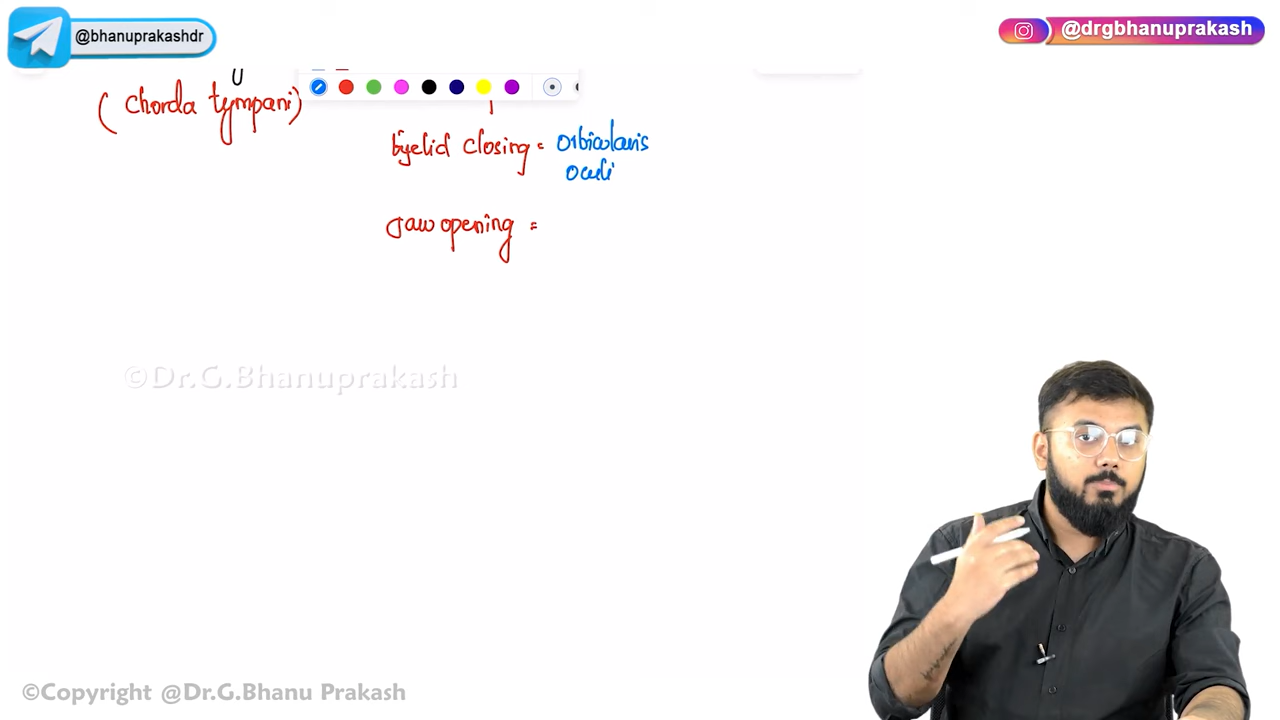 @bhanuprakashdr
@drgbhanuprakash
(Chorda tympani)
Eyelid closing = Orbicularis
oculi
Jaw opening =
©Dr.G.Bhanuprakash
©Copyright @Dr.G.Bhanu Prakash